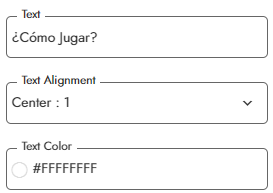 Text
¿Cómo Jugar?
Text Alignment
Center : 1
Text Color
#FFFFFFFF